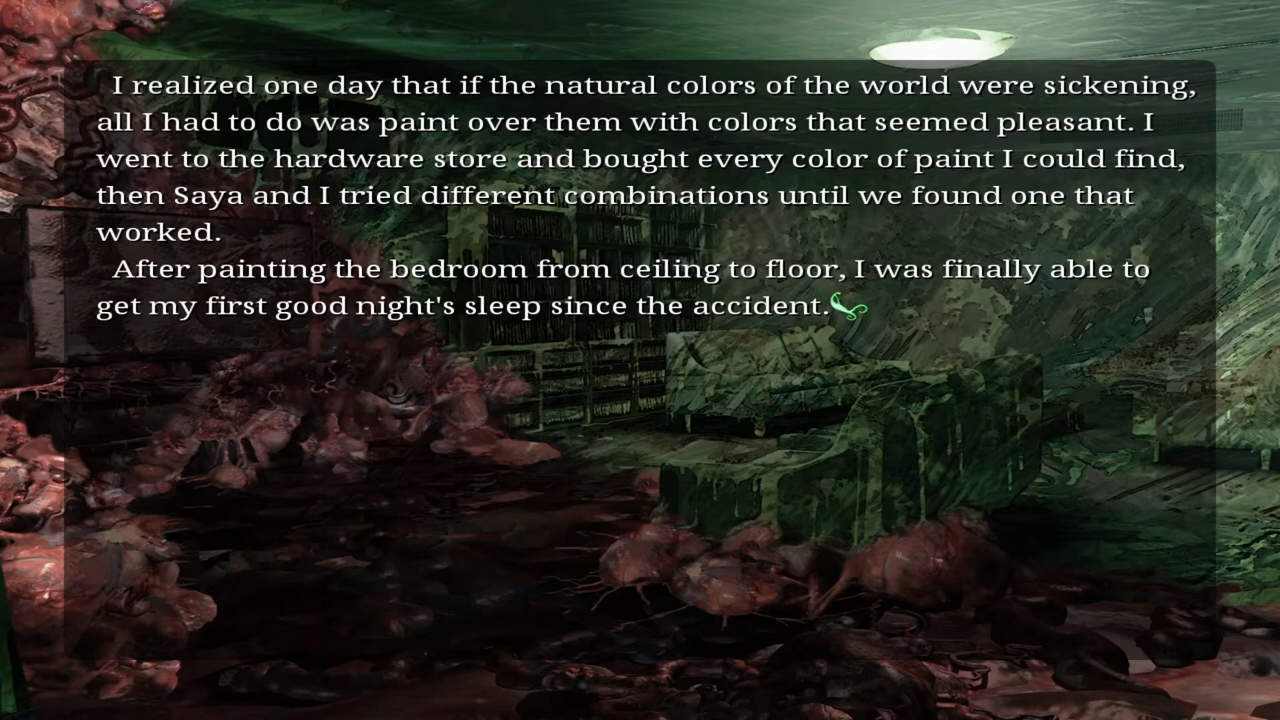 I realized one day that if the natural colors of the world were sickening,
all I had to do was paint over them with colors that seemed pleasant. I
went to the hardware store and bought every color of paint I could find,
then Saya and I tried different combinations until we found one that
worked.
After painting the bedroom from ceiling to floor, I was finally able to
get my first good night's sleep since the accident.